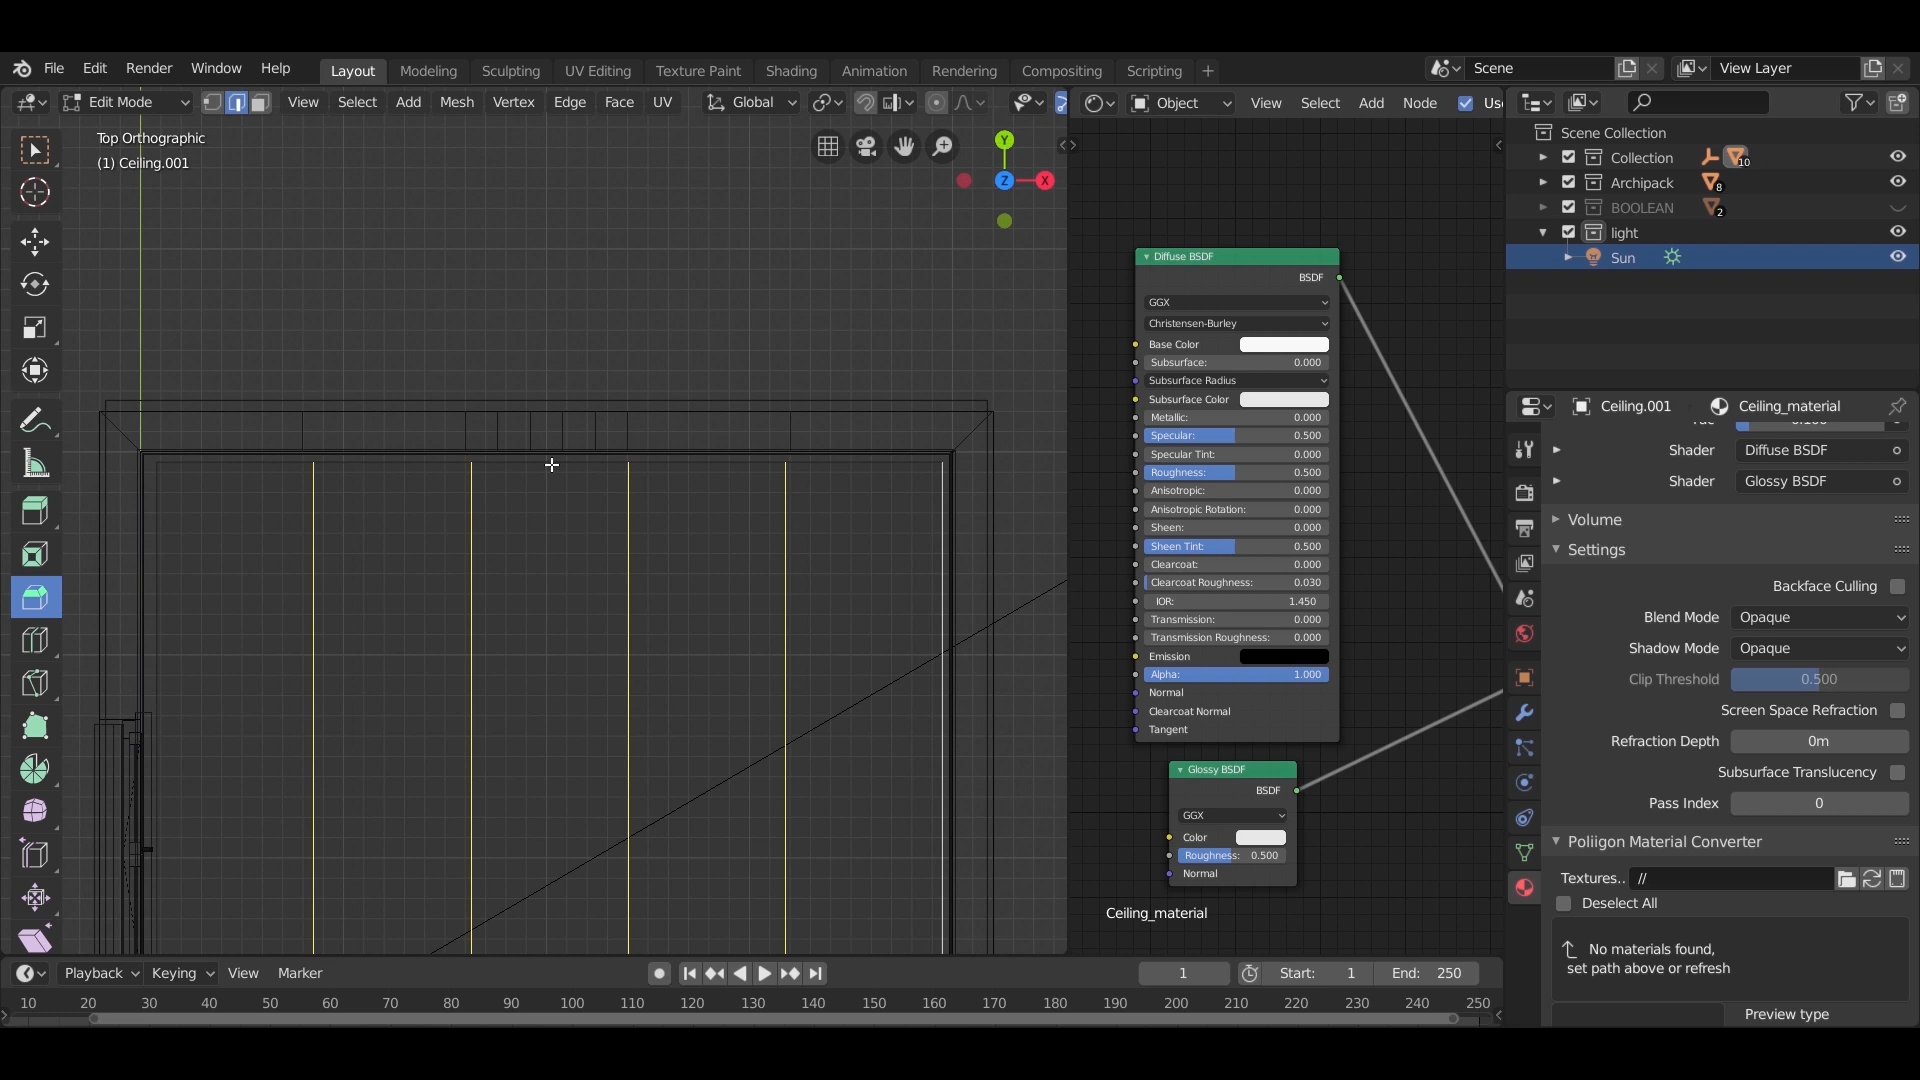 File Edit Render Window Help Layout Modeling Sculpting UV Editing Texture Paint Shading Animation Rendering Compositing Scripting + Scene View Layer
Edit Mode View Select Add Mesh Vertex Edge Face UV Global
Object View Select Add Node Us
Top Orthographic
(1) Ceiling.001
Y
Z
X
Diffuse BSDF
BSDF
GGX
Christensen-Burley
Base Color
Subsurface: 0.000
Subsurface Radius
Subsurface Color
Metallic: 0.000
Specular: 0.500
Specular Tint: 0.000
Roughness: 0.500
Anisotropic: 0.000
Anisotropic Rotation: 0.000
Sheen: 0.000
Sheen Tint: 0.500
Clearcoat: 0.000
Clearcoat Roughness: 0.030
IOR: 1.450
Transmission: 0.000
Transmission Roughness: 0.000
Emission
Alpha: 1.000
Normal
Clearcoat Normal
Tangent
Glossy BSDF
BSDF
GGX
Color
Roughness: 0.500
Normal
Ceiling_material
Scene Collection
Collection 10
Archipack 8
BOOLEAN 2
light
Sun
Ceiling.001 Ceiling_material
Shader Diffuse BSDF
Shader Glossy BSDF
Volume
Settings
Backface Culling
Blend Mode Opaque
Shadow Mode Opaque
Clip Threshold 0.500
Screen Space Refraction
Refraction Depth 0m
Subsurface Translucency
Pass Index 0
Poliigon Material Converter
Textures.. //
Deselect All
No materials found,
set path above or refresh
Preview type
Playback Keying View Marker 1 Start: 1 End: 250
10 20 30 40 50 60 70 80 90 100 110 120 130 140 150 160 170 180 190 200 210 220 230 240 250